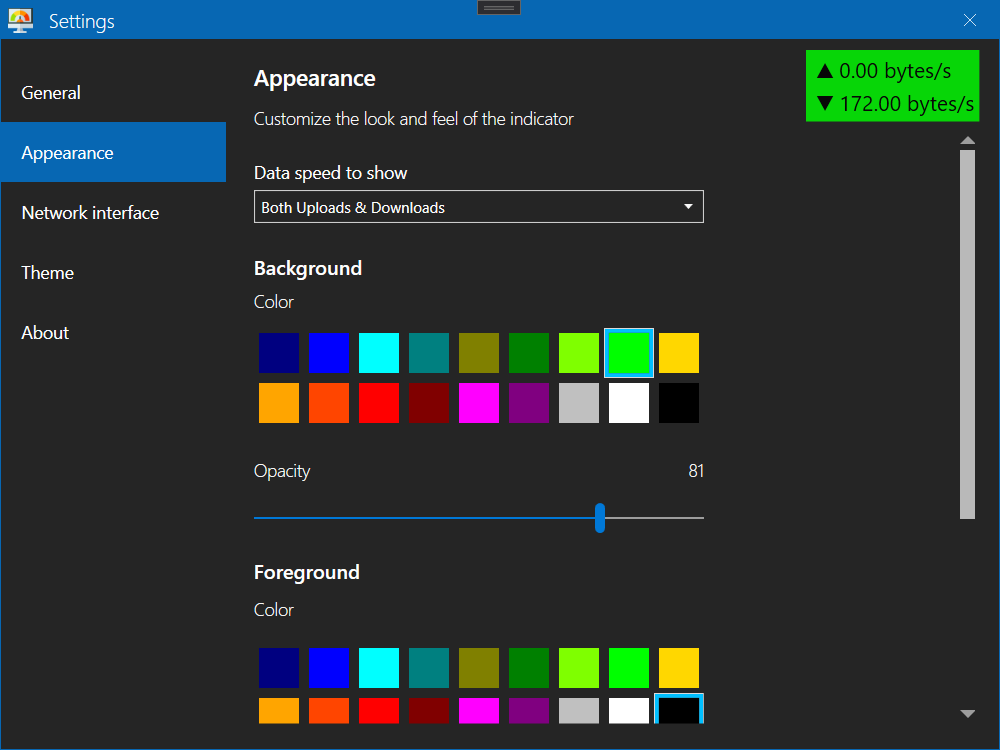 Settings
General
Appearance
Network interface
Theme
About
Appearance
Customize the look and feel of the indicator
Data speed to show
Both Uploads & Downloads
Background
Color
Opacity 81
Foreground
Color
▲ 0.00 bytes/s
▼ 172.00 bytes/s